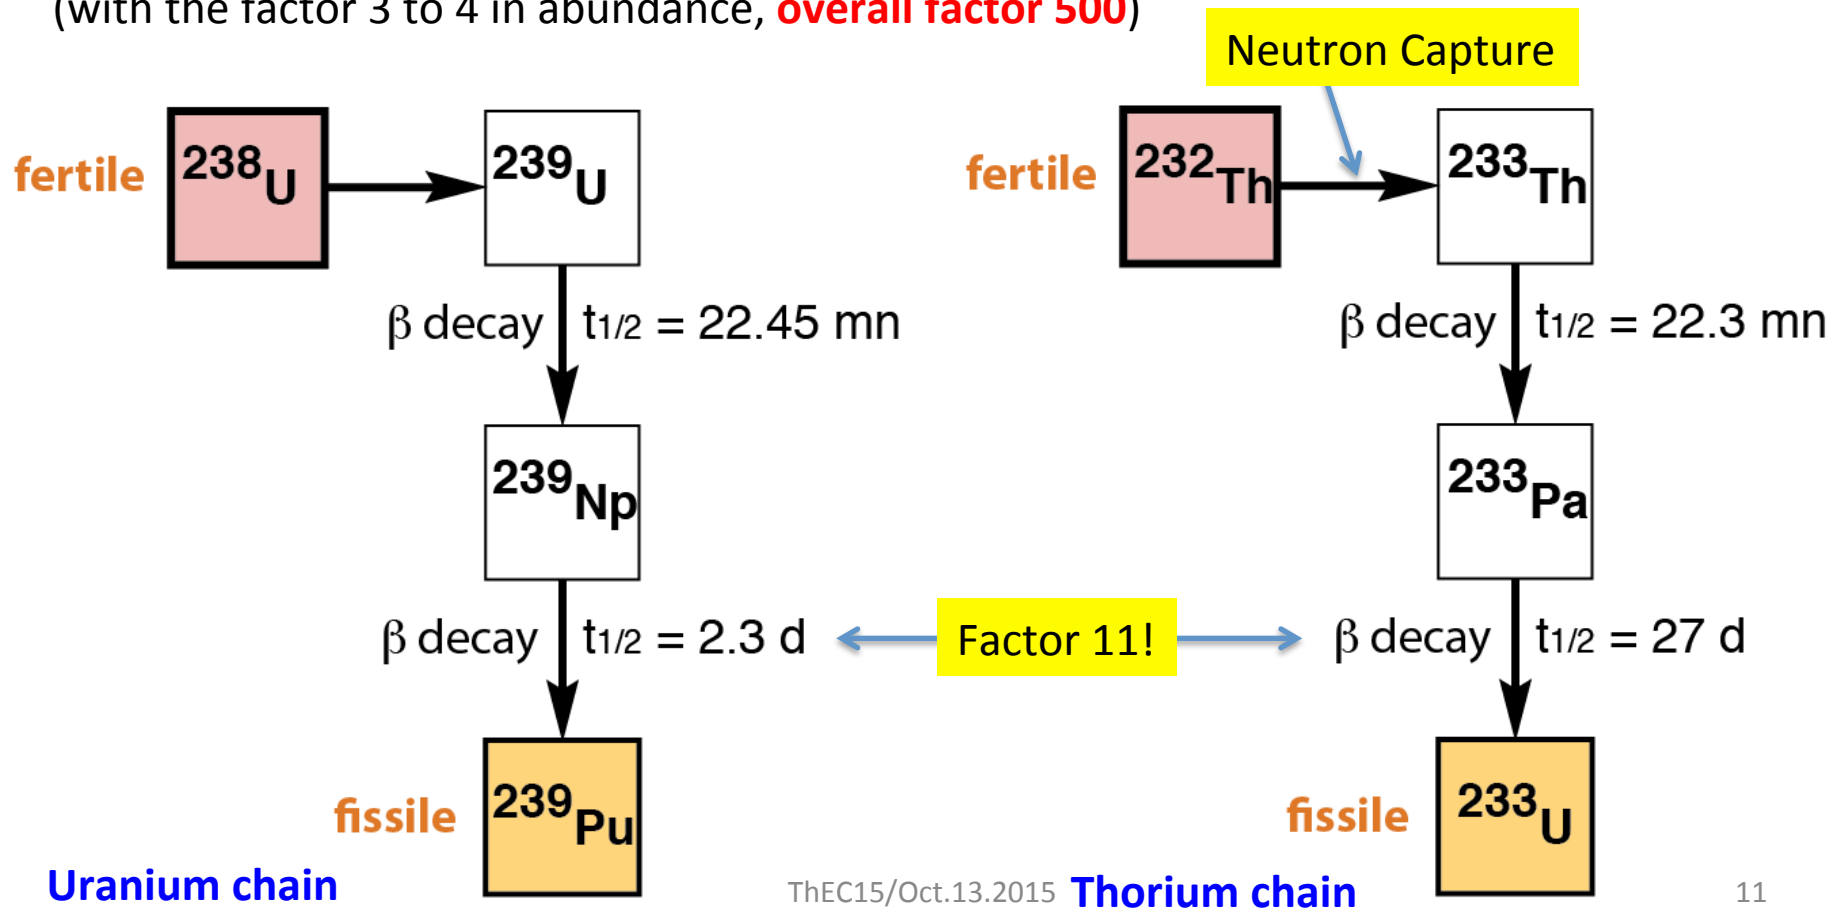 (with the factor 3 to 4 in abundance, overall factor 500)
Neutron Capture
fertile
238U
239U
β decay
t1/2 = 22.45 mn
239Np
β decay
t1/2 = 2.3 d
fissile
239Pu
Uranium chain
Factor 11!
fertile
232Th
233Th
β decay
t1/2 = 22.3 mn
233Pa
β decay
t1/2 = 27 d
fissile
233U
ThEC15/Oct.13.2015
Thorium chain
11